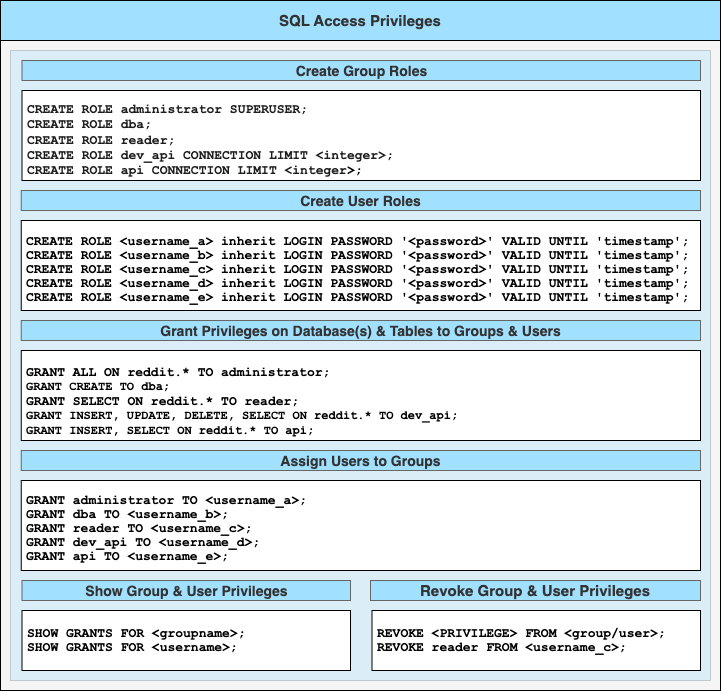 SQL Access Privileges
Create Group Roles
CREATE ROLE administrator SUPERUSER;
CREATE ROLE dba;
CREATE ROLE reader;
CREATE ROLE dev_api CONNECTION LIMIT <integer>;
CREATE ROLE api CONNECTION LIMIT <integer>;
Create User Roles
CREATE ROLE <username_a> inherit LOGIN PASSWORD '<password>' VALID UNTIL 'timestamp';
CREATE ROLE <username_b> inherit LOGIN PASSWORD '<password>' VALID UNTIL 'timestamp';
CREATE ROLE <username_c> inherit LOGIN PASSWORD '<password>' VALID UNTIL 'timestamp';
CREATE ROLE <username_d> inherit LOGIN PASSWORD '<password>' VALID UNTIL 'timestamp';
CREATE ROLE <username_e> inherit LOGIN PASSWORD '<password>' VALID UNTIL 'timestamp';
Grant Privileges on Database(s) & Tables to Groups & Users
GRANT ALL ON reddit.* TO administrator;
GRANT CREATE TO dba;
GRANT SELECT ON reddit.* TO reader;
GRANT INSERT, UPDATE, DELETE, SELECT ON reddit.* TO dev_api;
GRANT INSERT, SELECT ON reddit.* TO api;
Assign Users to Groups
GRANT administrator TO <username_a>;
GRANT dba TO <username_b>;
GRANT reader TO <username_c>;
GRANT dev_api TO <username_d>;
GRANT api TO <username_e>;
Show Group & User Privileges
SHOW GRANTS FOR <groupname>;
SHOW GRANTS FOR <username>;
Revoke Group & User Privileges
REVOKE <PRIVILEGE> FROM <group/user>;
REVOKE reader FROM <username_c>;